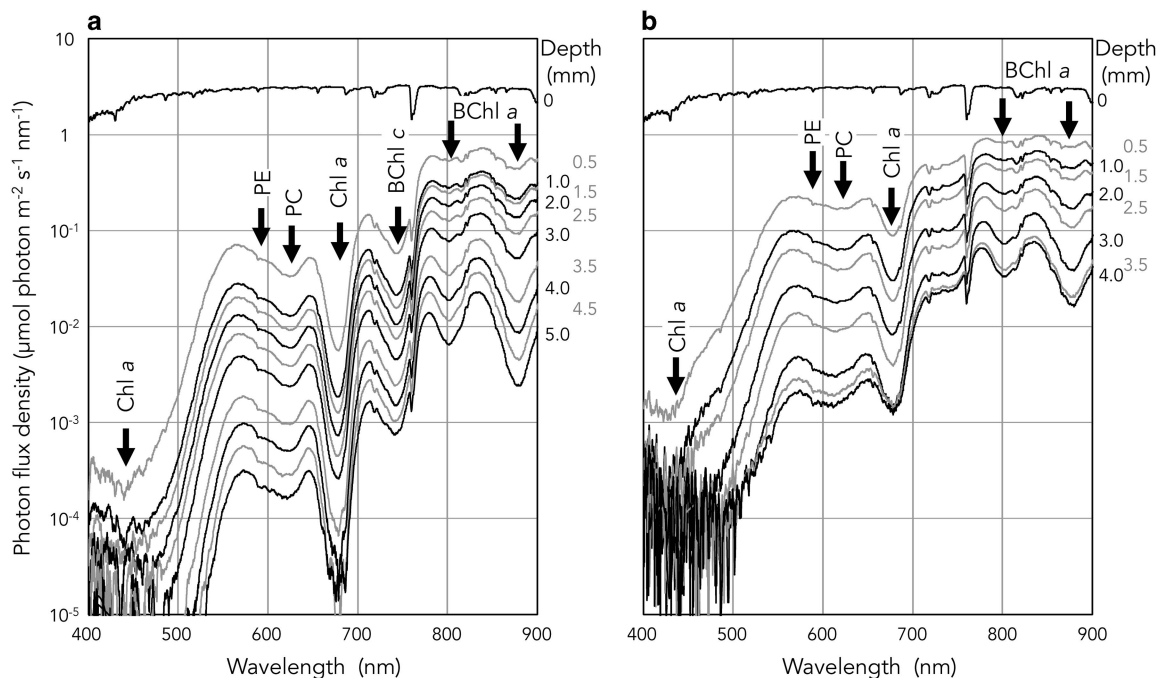 a
b
Photon flux density (µmol photon m⁻² s⁻¹ nm⁻¹)
10
1
10⁻¹
10⁻²
10⁻³
10⁻⁴
10⁻⁵
400 500 600 700 800 900
Wavelength (nm)
Chl a
PE
PC
Chl a
BChl c
BChl a
Depth
(mm)
0
0.5
1.0
1.5
2.0
2.5
3.0
3.5
4.0
4.5
5.0
400 500 600 700 800 900
Wavelength (nm)
Chl a
PE
PC
Chl a
BChl a
Depth
(mm)
0
0.5
1.0
1.5
2.0
2.5
3.0
3.5
4.0